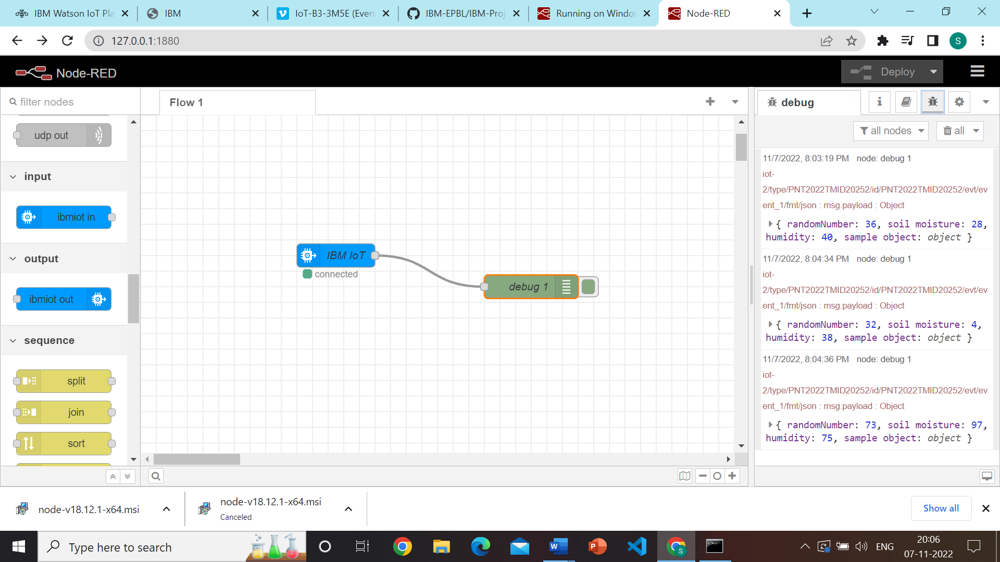 IBM Watson IoT Pla
IBM
IoT-B3-3M5E (Eveni
IBM-EPBL/IBM-Proj
Running on Window
Node-RED
127.0.0.1:1880
S
Node-RED
Deploy
filter nodes
Flow 1
debug
all nodes
all
udp out
input
ibmiot in
output
ibmiot out
sequence
split
join
sort
IBM IoT
connected
debug 1
11/7/2022, 8:03:19 PM node: debug 1
iot-
2/type/PNT2022TMID20252/id/PNT2022TMID20252/evt/ev
ent_1/fmt/json : msg.payload : Object
{ randomNumber: 36, soil moisture: 28,
humidity: 40, sample object: object }
11/7/2022, 8:04:34 PM node: debug 1
iot-
2/type/PNT2022TMID20252/id/PNT2022TMID20252/evt/ev
ent_1/fmt/json : msg.payload : Object
{ randomNumber: 32, soil moisture: 4,
humidity: 38, sample object: object }
11/7/2022, 8:04:36 PM node: debug 1
iot-
2/type/PNT2022TMID20252/id/PNT2022TMID20252/evt/ev
ent_1/fmt/json : msg.payload : Object
{ randomNumber: 73, soil moisture: 97,
humidity: 75, sample object: object }
node-v18.12.1-x64.msi
node-v18.12.1-x64.msi
Canceled
Show all
Type here to search
ENG
20:06
07-11-2022